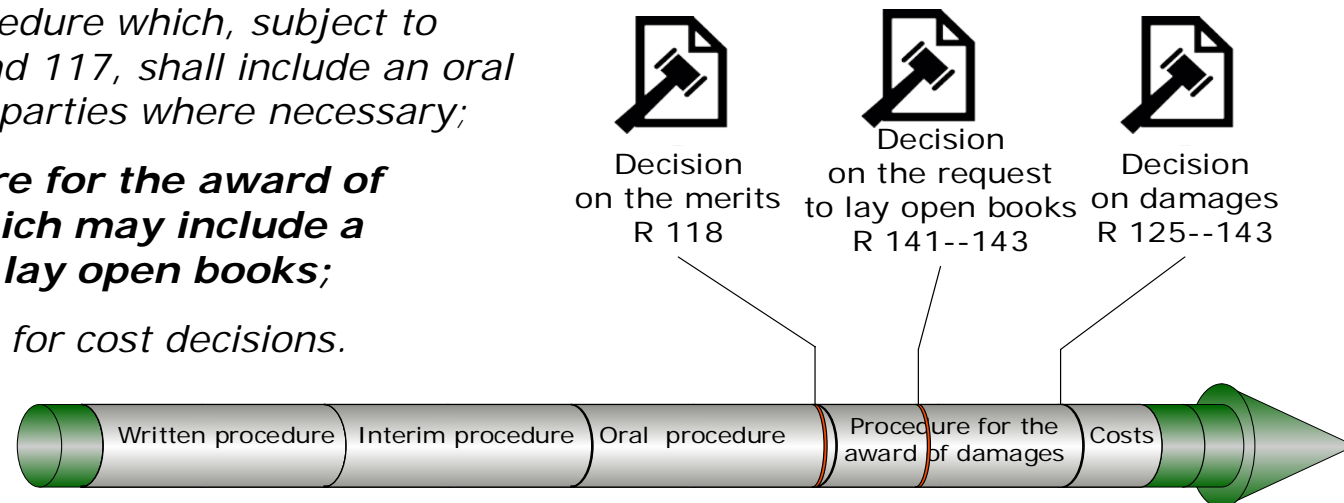 edure which, subject to
nd 117, shall include an oral
parties where necessary;
re for the award of
hich may include a
lay open books;
for cost decisions.
Decision
on the merits
R 118
Decision
on the request
to lay open books
R 141--143
Decision
on damages
R 125--143
Written procedure
Interim procedure
Oral procedure
Procedure for the
award of damages
Costs